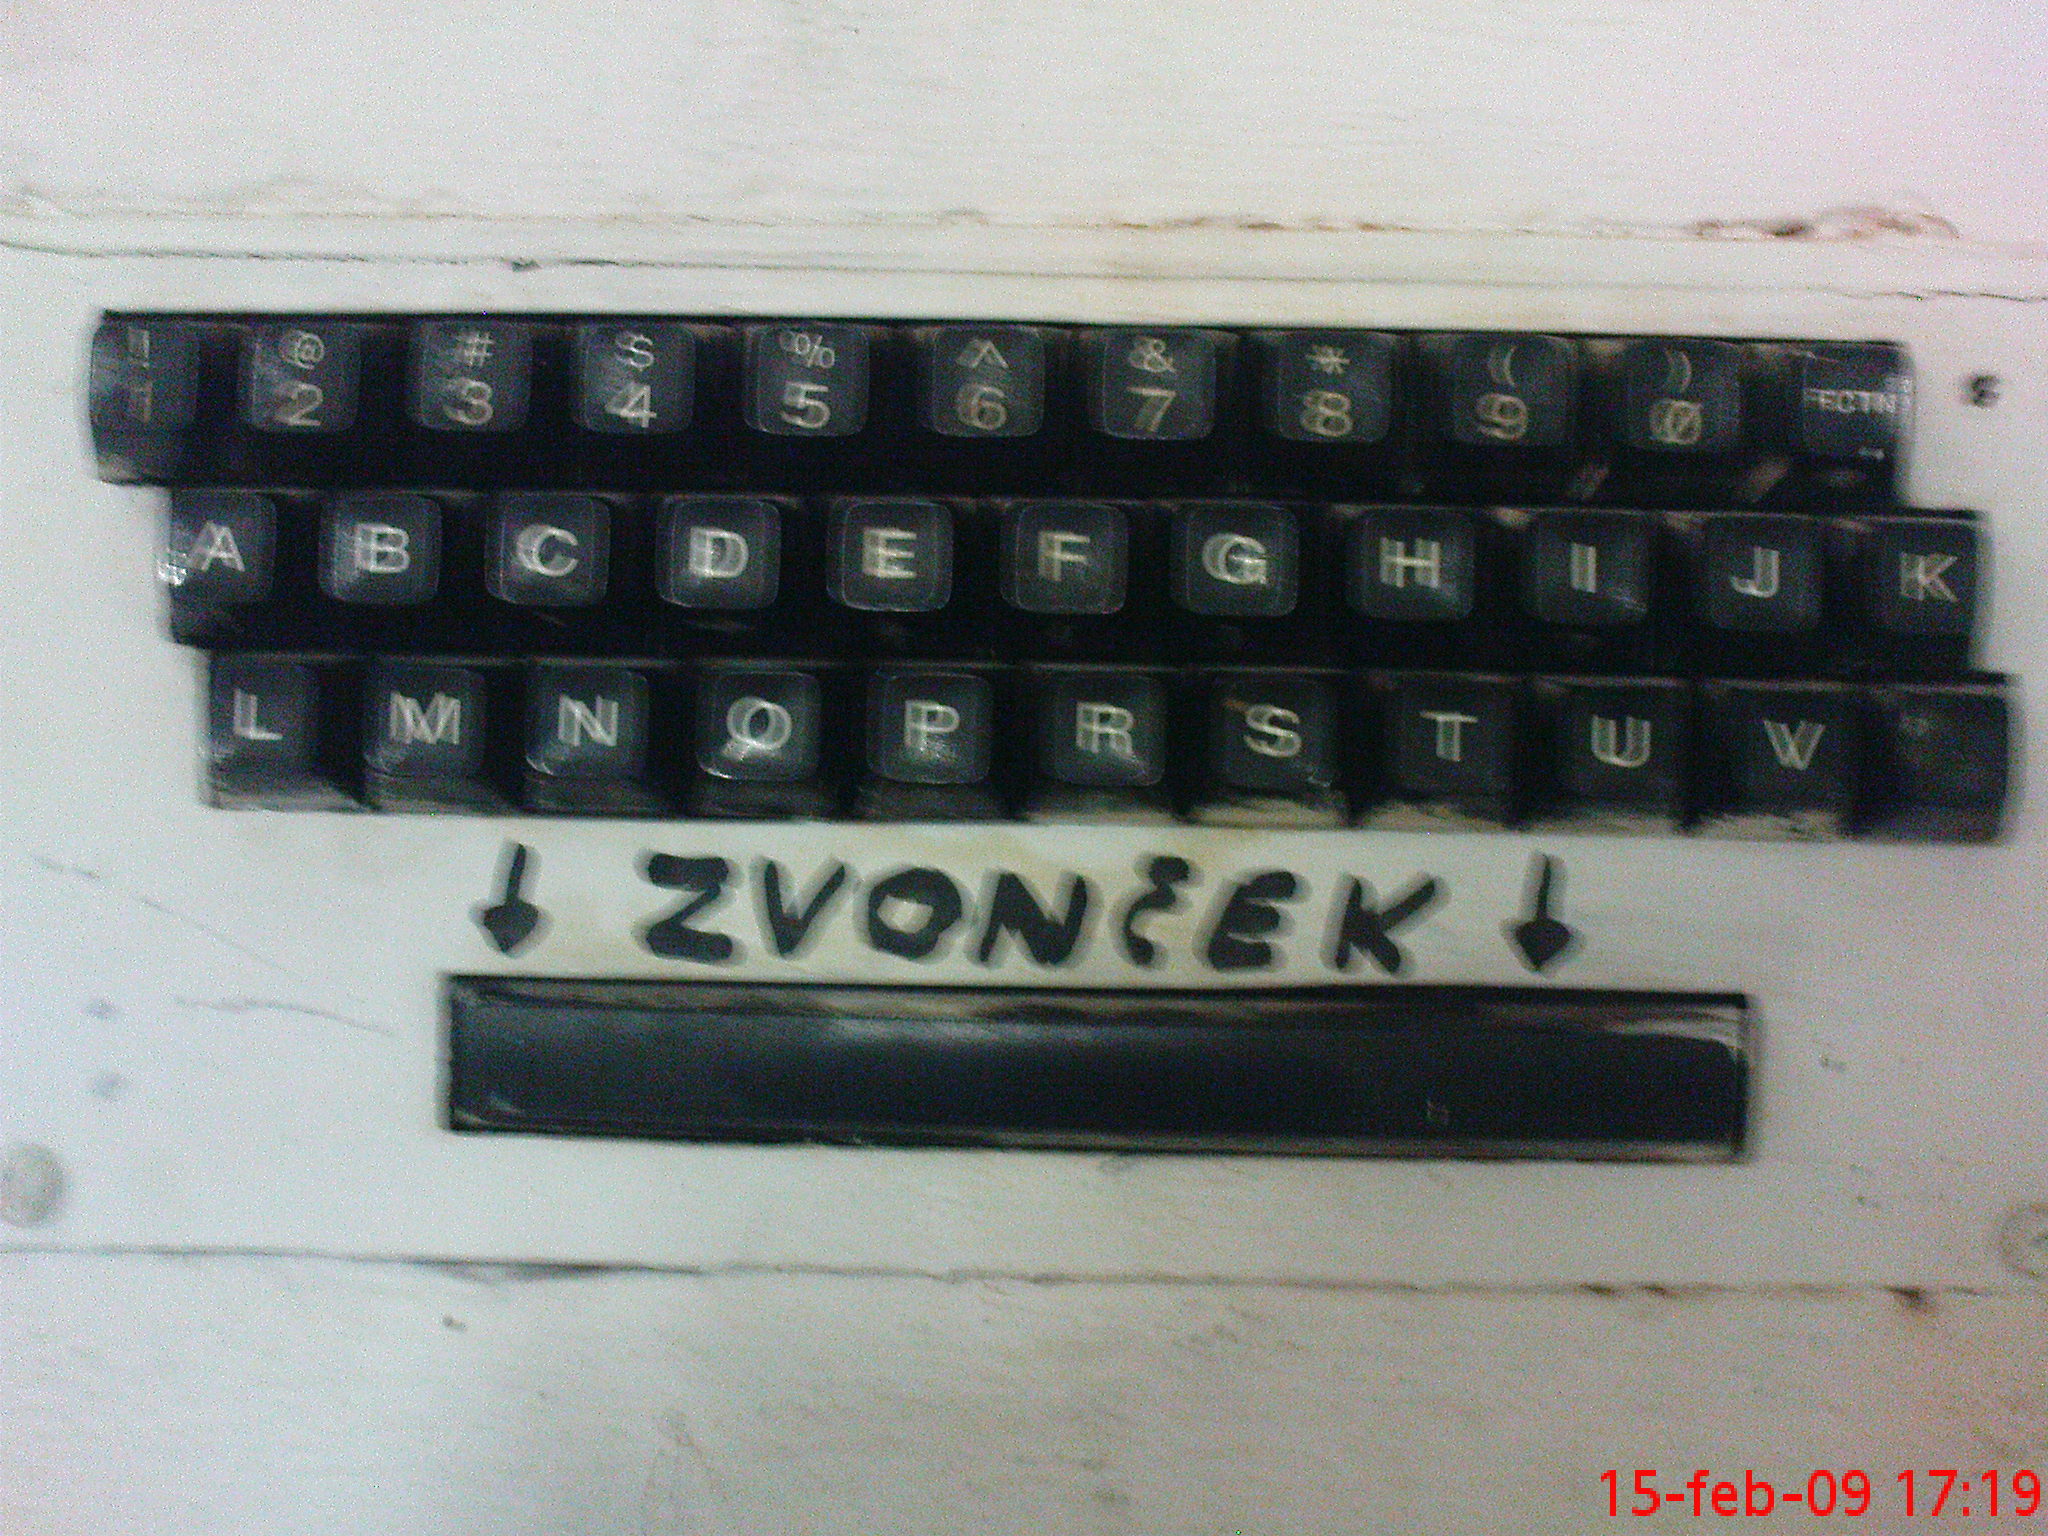 ! @ # $ % ^ & * ( )
1 2 3 4 5 6 7 8 9 0
A B C D E F G H I J K
L M N O P R S T U V
ZVONČEK
15-feb-09 17:19